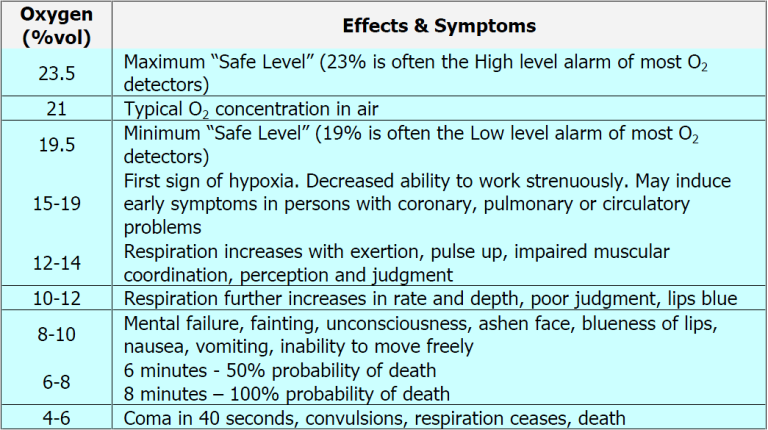 Oxygen
(%vol)
Effects & Symptoms
23.5
Maximum “Safe Level” (23% is often the High level alarm of most O₂
detectors)
21
Typical O₂ concentration in air
19.5
Minimum “Safe Level” (19% is often the Low level alarm of most O₂
detectors)
15-19
First sign of hypoxia. Decreased ability to work strenuously. May induce
early symptoms in persons with coronary, pulmonary or circulatory
problems
12-14
Respiration increases with exertion, pulse up, impaired muscular
coordination, perception and judgment
10-12
Respiration further increases in rate and depth, poor judgment, lips blue
8-10
Mental failure, fainting, unconsciousness, ashen face, blueness of lips,
nausea, vomiting, inability to move freely
6-8
6 minutes - 50% probability of death
8 minutes – 100% probability of death
4-6
Coma in 40 seconds, convulsions, respiration ceases, death